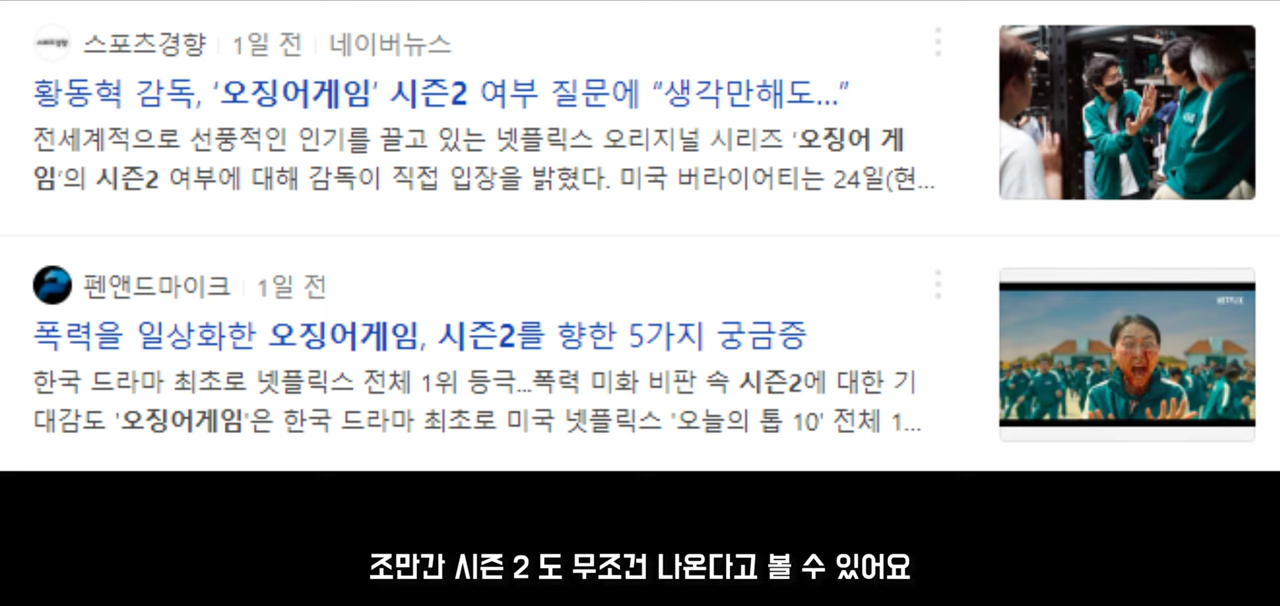 스포츠경향 1일 전 네이버뉴스
황동혁 감독, ‘오징어게임’ 시즌2 여부 질문에 “생각만해도...”
전세계적으로 선풍적인 인기를 끌고 있는 넷플릭스 오리지널 시리즈 ‘오징어 게
임’의 시즌2 여부에 대해 감독이 직접 입장을 밝혔다. 미국 버라이어티는 24일(현...
펜앤드마이크 1일 전
폭력을 일상화한 오징어게임, 시즌2를 향한 5가지 궁금증
NETFLIX
한국 드라마 최초로 넷플릭스 전체 1위 등극...폭력 미화 비판 속 시즌2에 대한 기
대감도 '오징어게임'은 한국 드라마 최초로 미국 넷플릭스 '오늘의 톱 10' 전체 1...
조만간 시즌 2 도 무조건 나온다고 볼 수 있어요